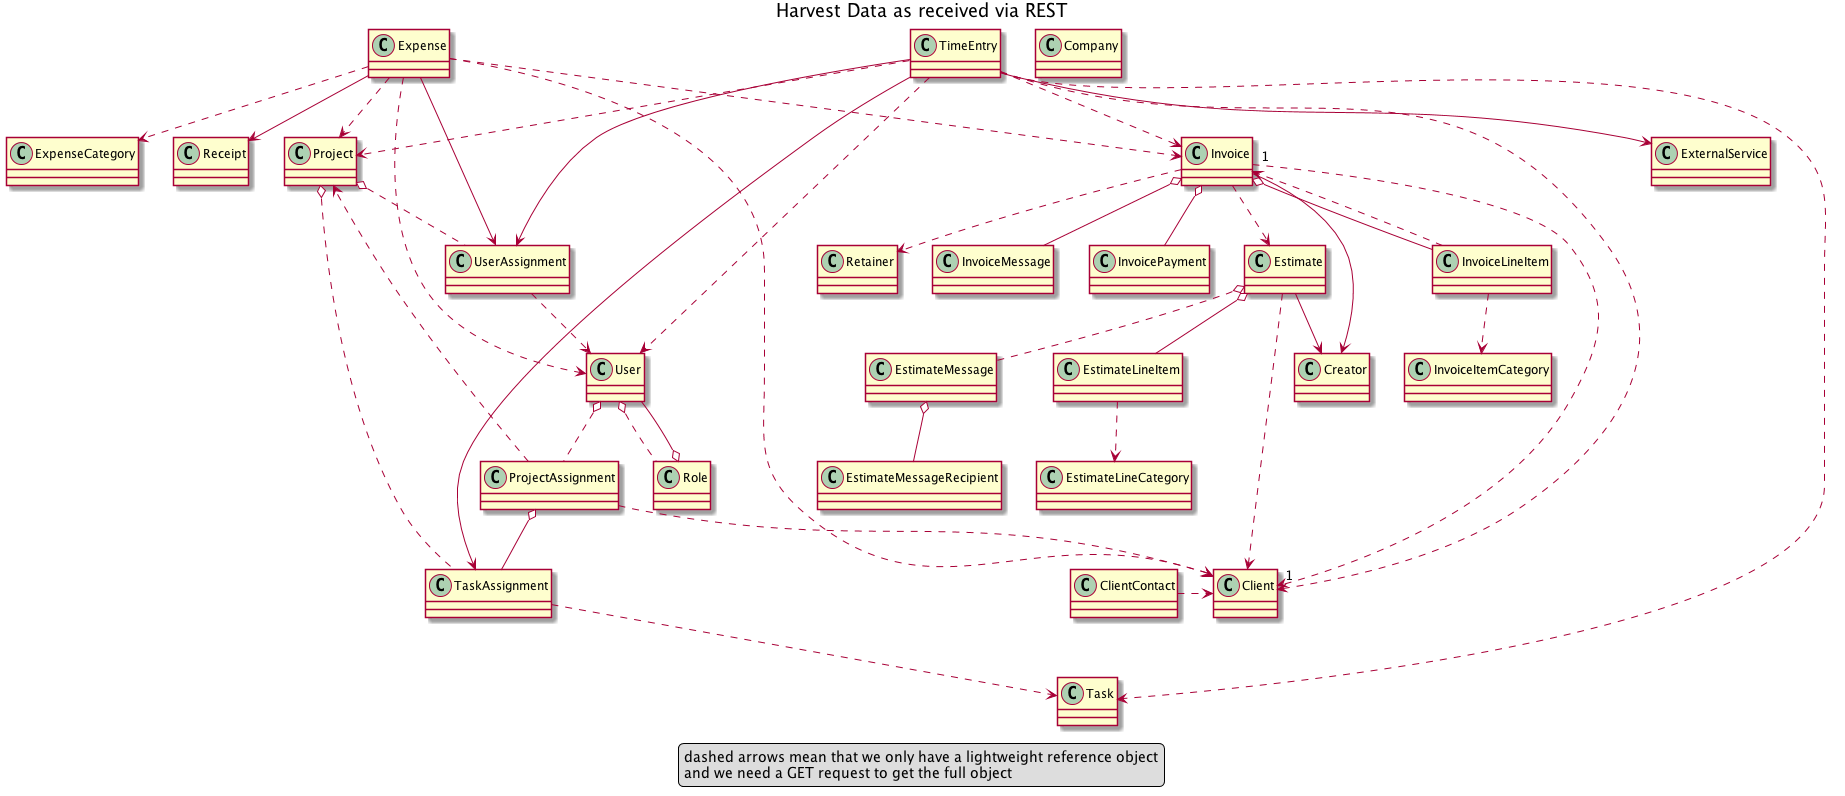 Harvest Data as received via REST
C Expense
C TimeEntry
C Company
C ExpenseCategory
C Receipt
C Project
C Invoice
1
C ExternalService
C UserAssignment
C Retainer
C InvoiceMessage
C InvoicePayment
C Estimate
C InvoiceLineItem
C User
C EstimateMessage
C EstimateLineItem
C Creator
C InvoiceItemCategory
C ProjectAssignment
C Role
C EstimateMessageRecipient
C EstimateLineCategory
C TaskAssignment
C ClientContact
C Client
1
C Task
dashed arrows mean that we only have a lightweight reference object
and we need a GET request to get the full object